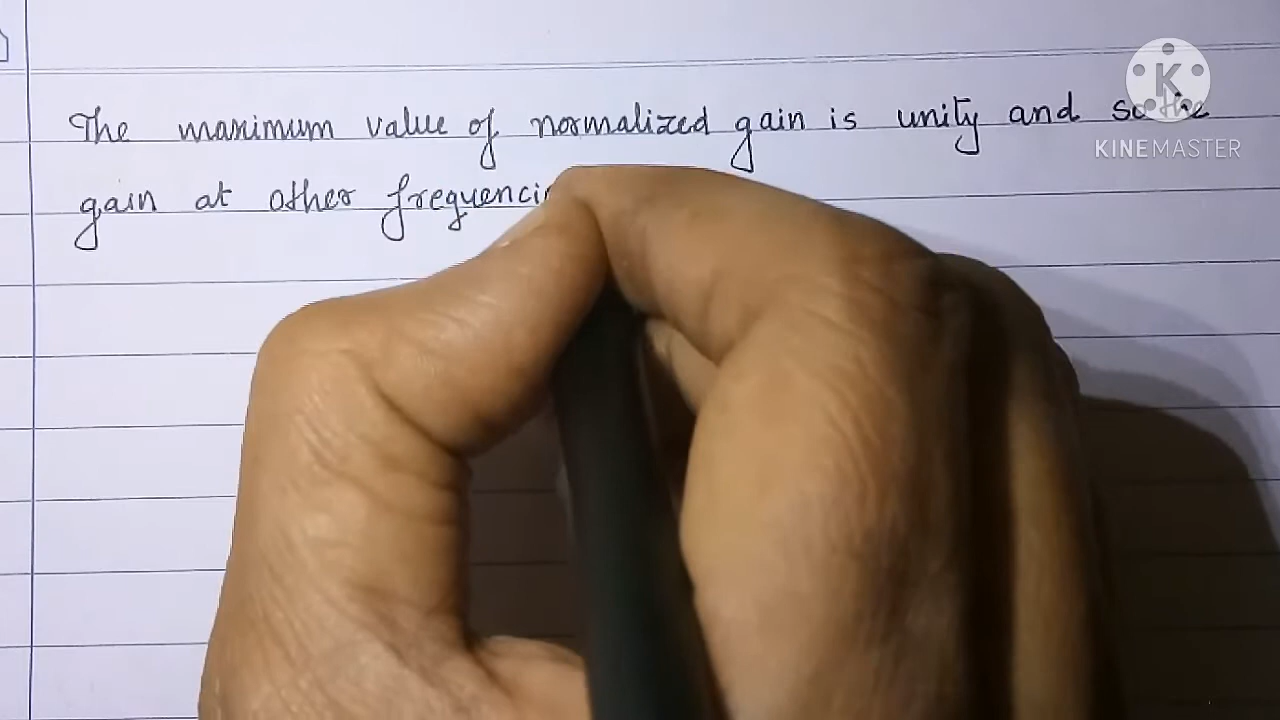 The maximum value of normalized gain is unity and so the
gain at other frequenci
KINEMASTER